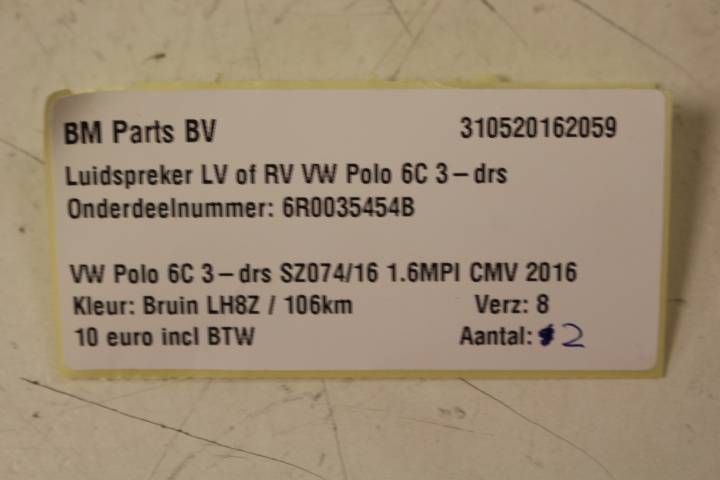 BM Parts BV 310520162059
Luidspreker LV of RV VW Polo 6C 3-drs
Onderdeelnummer: 6R0035454B
VW Polo 6C 3-drs SZ074/16 1.6MPI CMV 2016
Kleur: Bruin LH8Z / 106km Verz: 8
10 euro incl BTW Aantal: 2